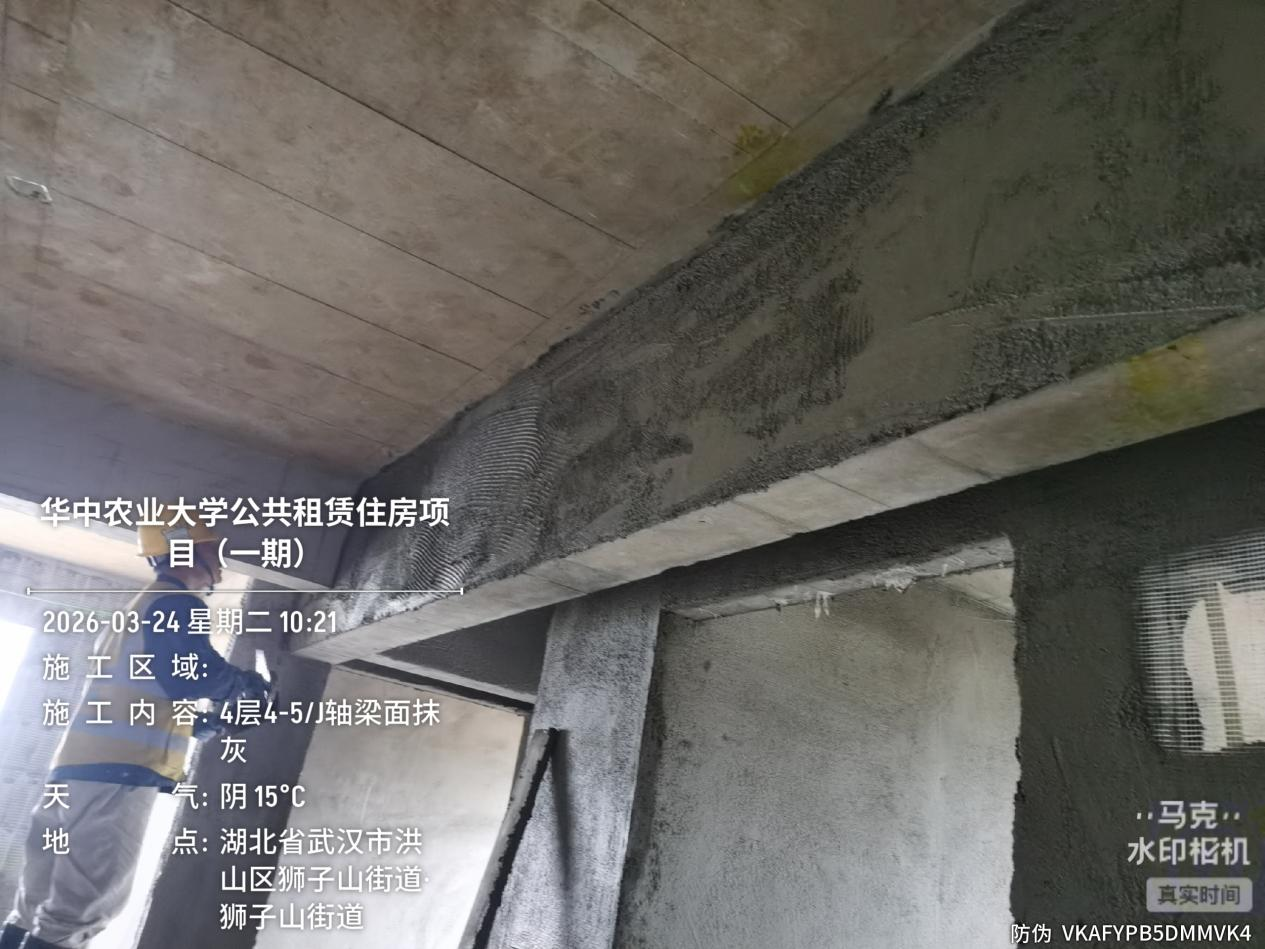 华中农业大学公共租赁住房项
目（一期）
2026-03-24 星期二 10:21
施工区域:
施工内容: 4层4-5/J轴梁面抹
灰
天气: 阴 15°C
地点: 湖北省武汉市洪
山区狮子山街道·
狮子山街道
马克
水印相机
真实时间
防伪 VKAFYPB5DMMVK4